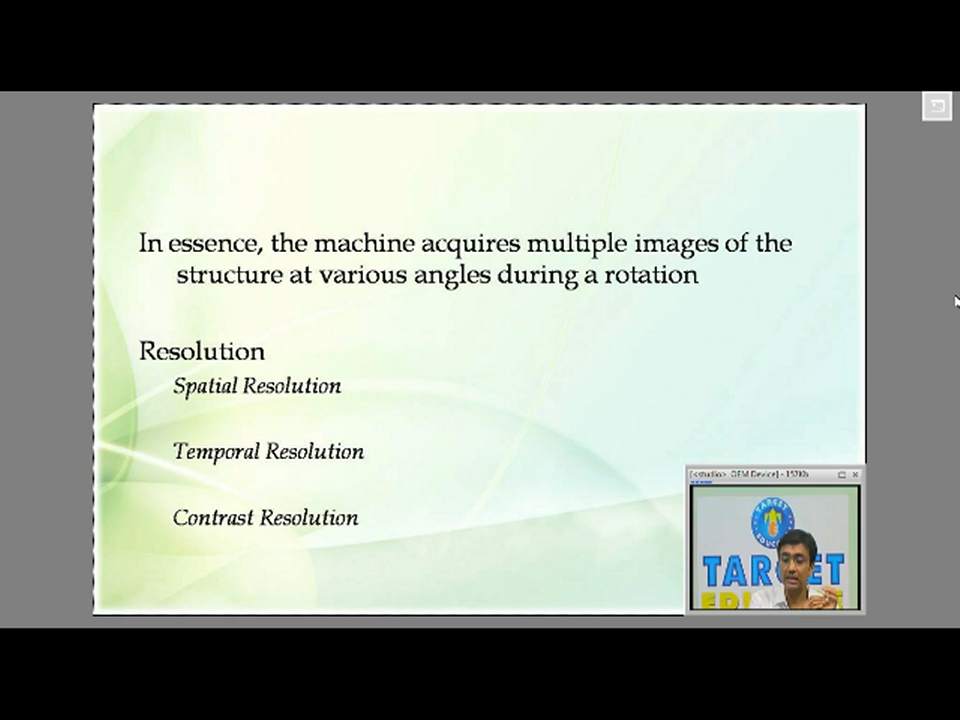 In essence, the machine acquires multiple images of the
structure at various angles during a rotation
Resolution
Spatial Resolution
Temporal Resolution
Contrast Resolution
TARGET